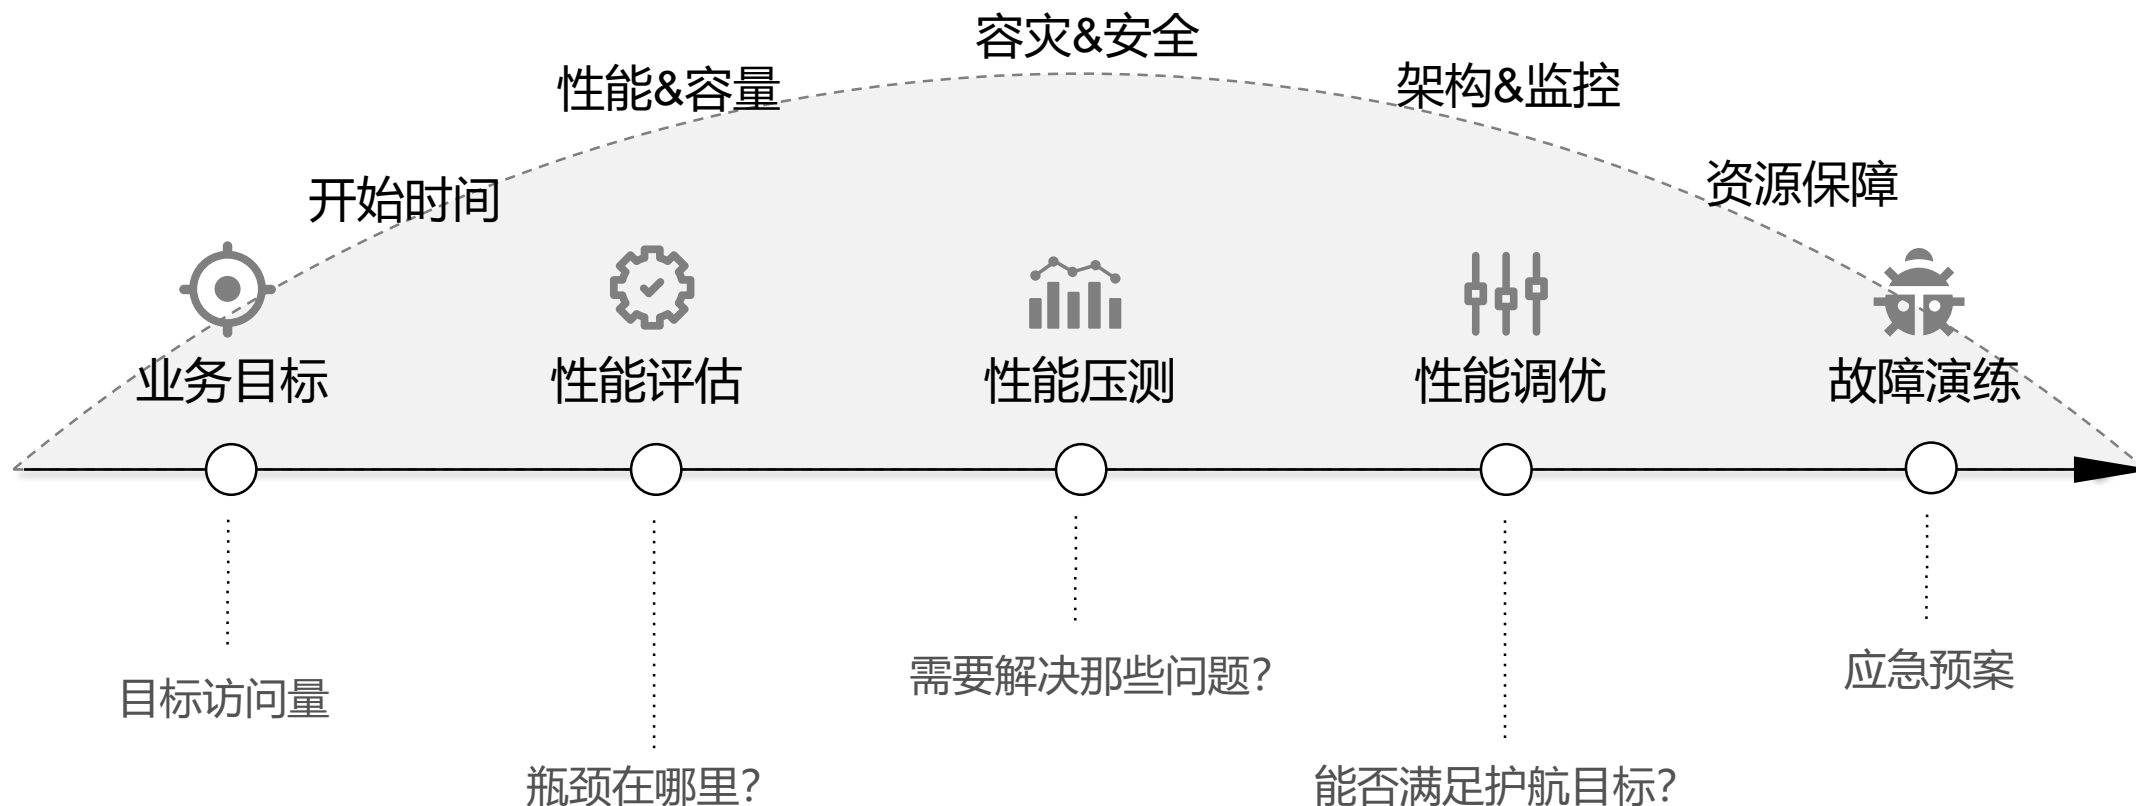 容灾&安全
性能&容量
架构&监控
开始时间
资源保障
业务目标
性能评估
性能压测
性能调优
故障演练
目标访问量
瓶颈在哪里?
需要解决那些问题?
能否满足护航目标?
应急预案